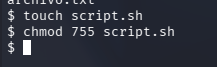 archivo.txt
$ touch script.sh
$ chmod 755 script.sh
$